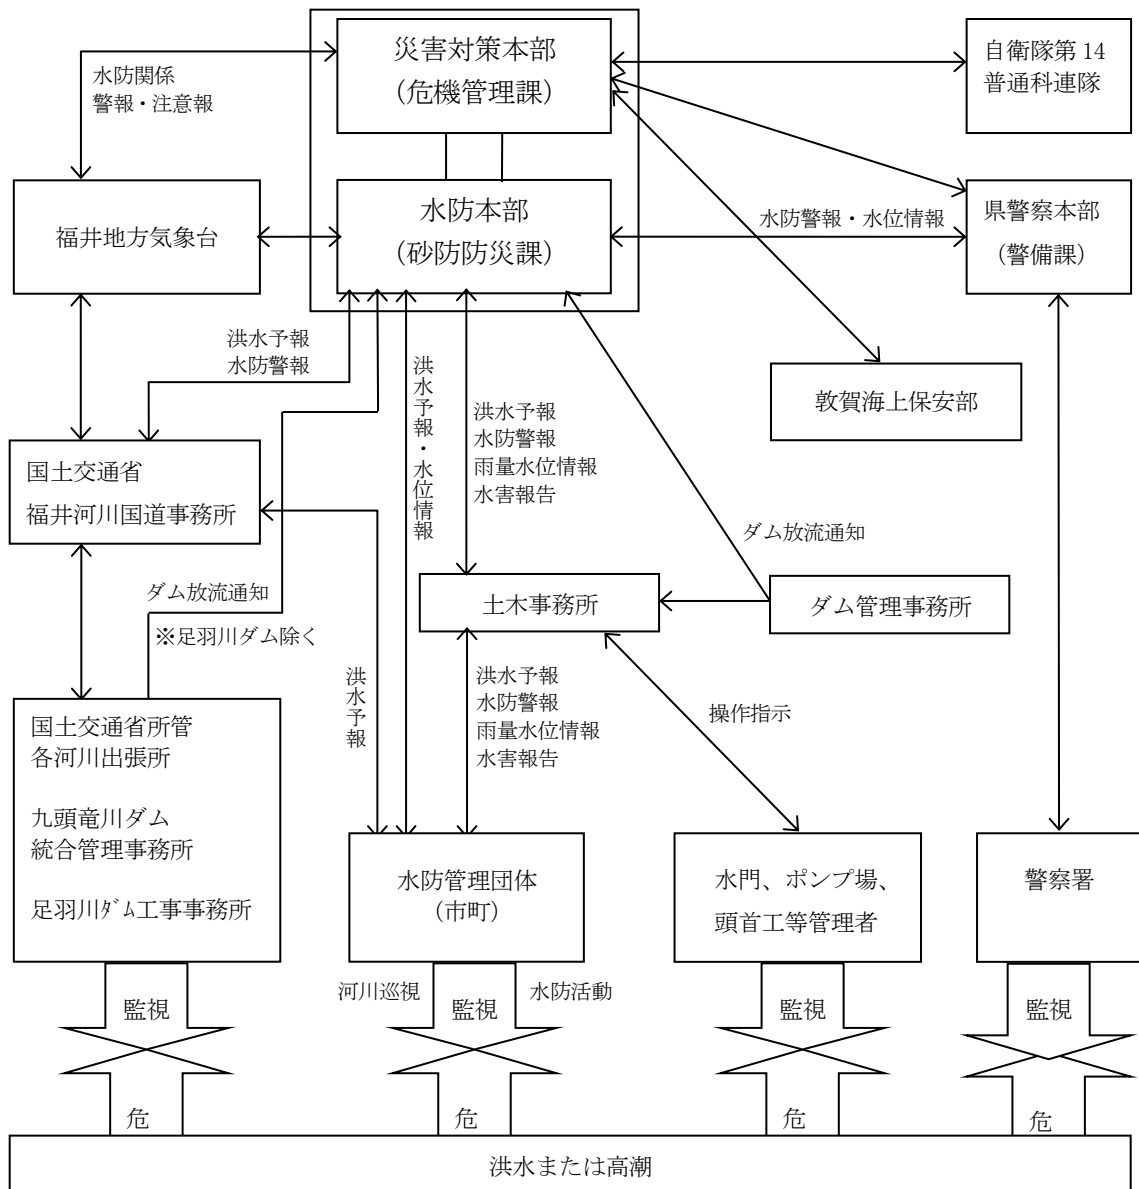 災害対策本部
(危機管理課)
自衛隊第14
普通科連隊
水防関係
警報・注意報
福井地方気象台
水防本部
(砂防防災課)
水防警報・水位情報
県警察本部
(警備課)
洪水予報
水防警報
洪水予報・水位情報
洪水予報
水防警報
雨量水位情報
水害報告
敦賀海上保安部
国土交通省
福井河川国道事務所
ダム放流通知
ダム放流通知
※足羽川ダム除く
土木事務所
ダム管理事務所
洪水予報
洪水予報
水防警報
雨量水位情報
水害報告
操作指示
国土交通省所管
各河川出張所
九頭竜川ダム
統合管理事務所
足羽川ﾀﾞﾑ工事事務所
水防管理団体
(市町)
水門、ポンプ場、
頭首工等管理者
警察署
監視
河川巡視
監視
水防活動
監視
監視
危
危
危
危
洪水または高潮